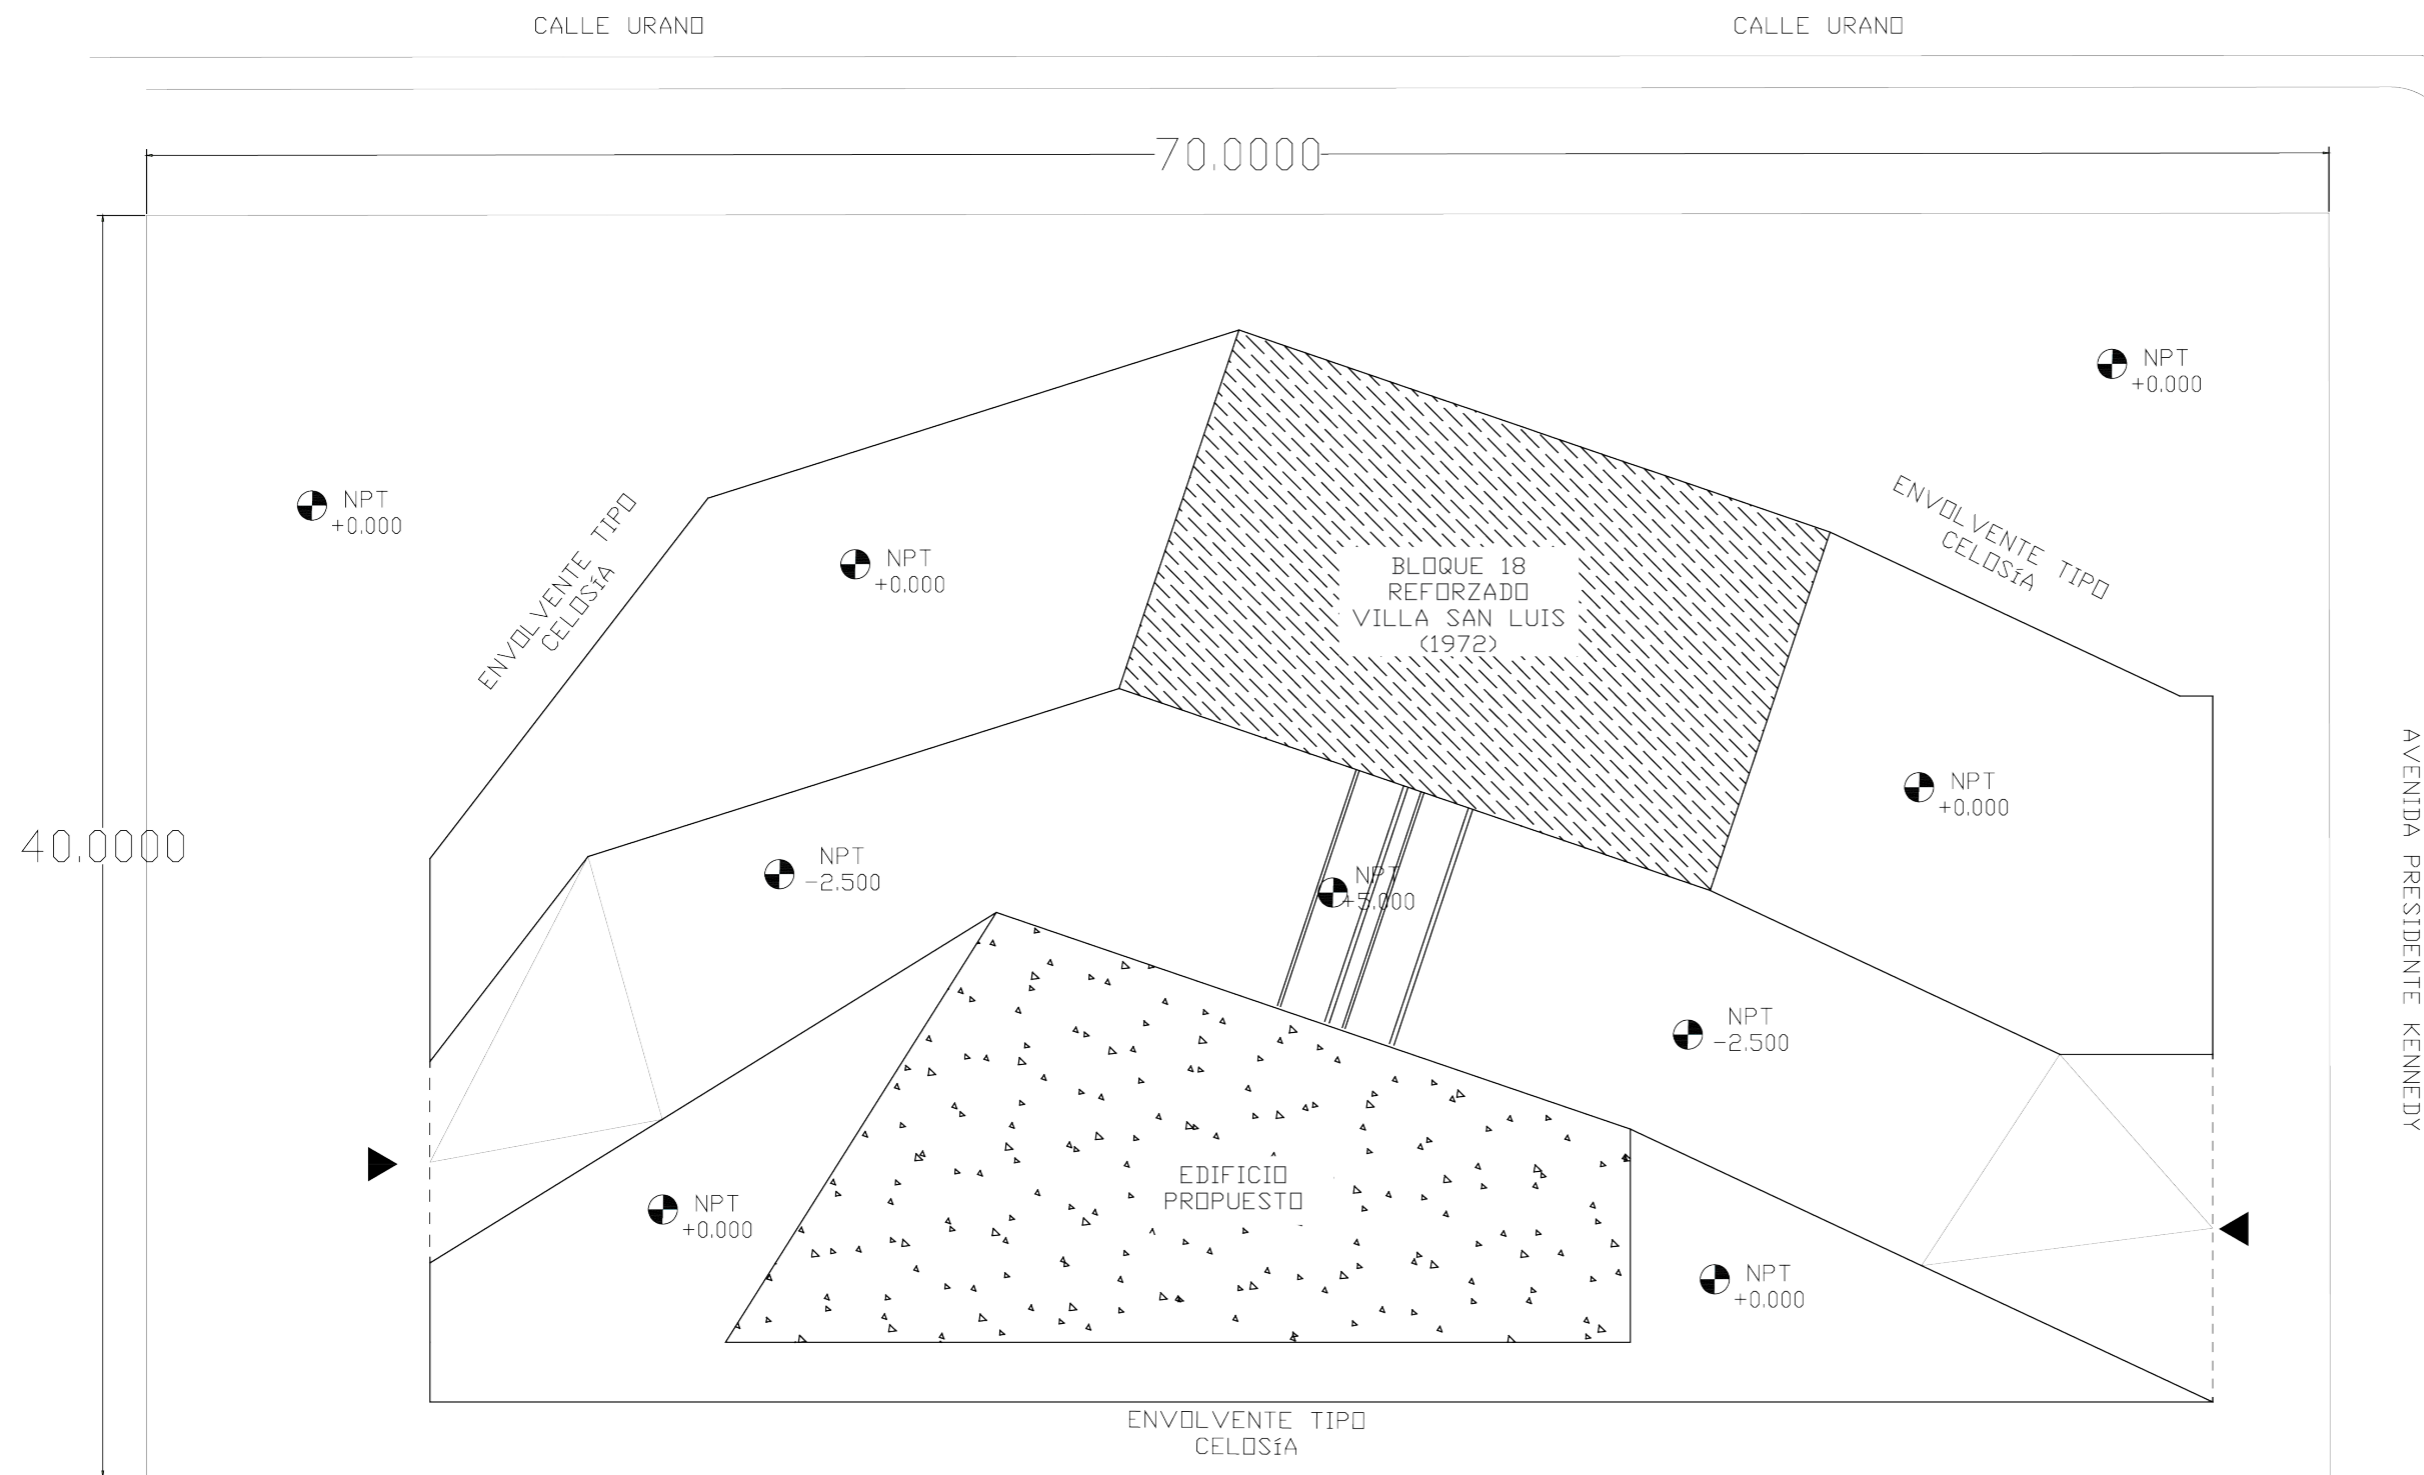 CALLE URANO
CALLE URANO
70.0000
NPT
+0.000
NPT
+0.000
ENVOLVENTE TIPO
CELOSíA
ENVOLVENTE TIPO
CELOSíA
NPT
+0.000
BLOQUE 18
REFORZADO
VILLA SAN LUIS
(1972)
NPT
+0.000
AVENIDA PRESIDENTE KENNEDY
40.0000
NPT
-2.500
NPT
+5.000
NPT
-2.500
EDIFICIO
PROPUESTO
NPT
+0.000
NPT
+0.000
ENVOLVENTE TIPO
CELOSíA